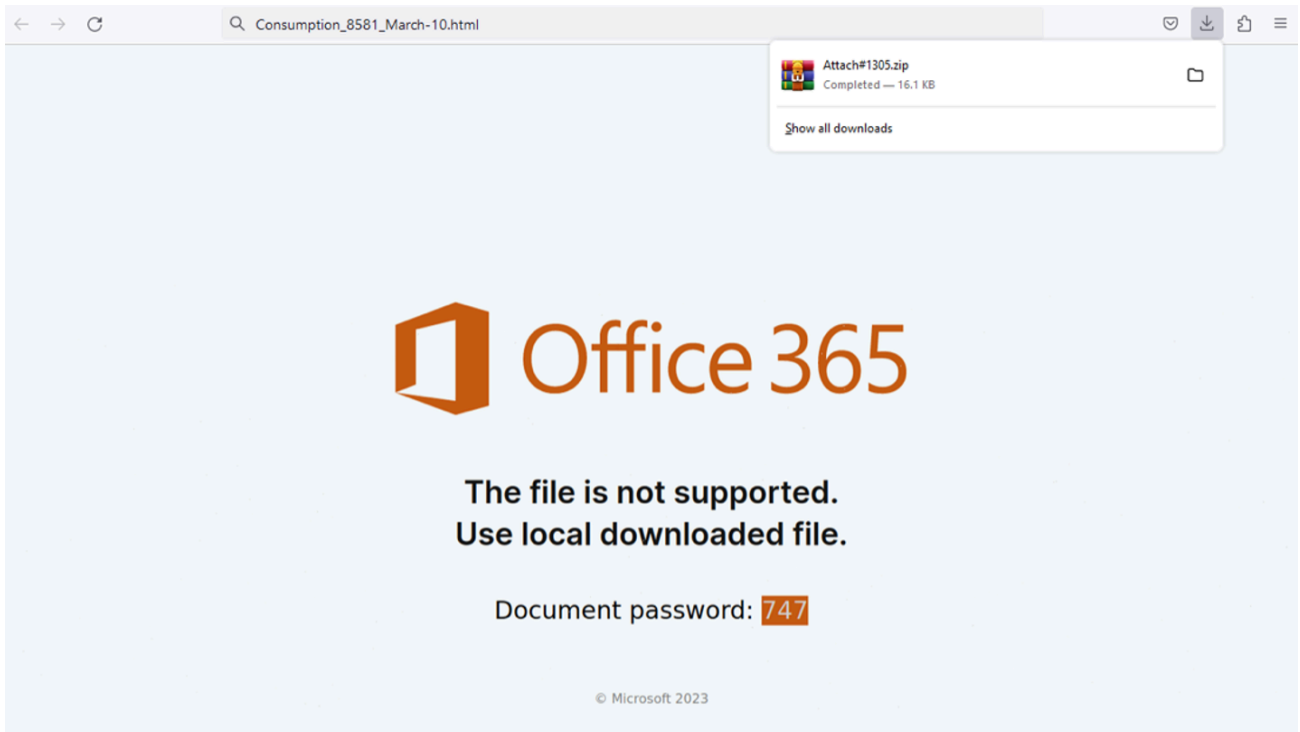 Consumption_8581_March-10.html
Attach#1305.zip
Completed — 16.1 KB
Show all downloads
Office 365
The file is not supported.
Use local downloaded file.
Document password: 747
© Microsoft 2023